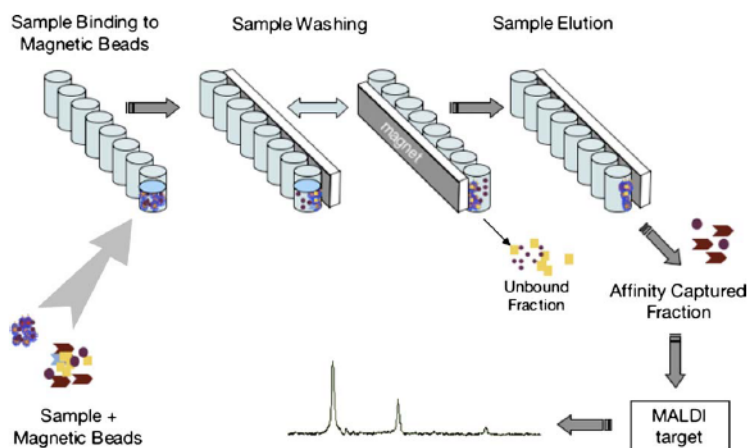 Sample Binding to
Magnetic Beads
Sample Washing
Sample Elution
magnet
Unbound
Fraction
Affinity Captured
Fraction
Sample +
Magnetic Beads
MALDI
target